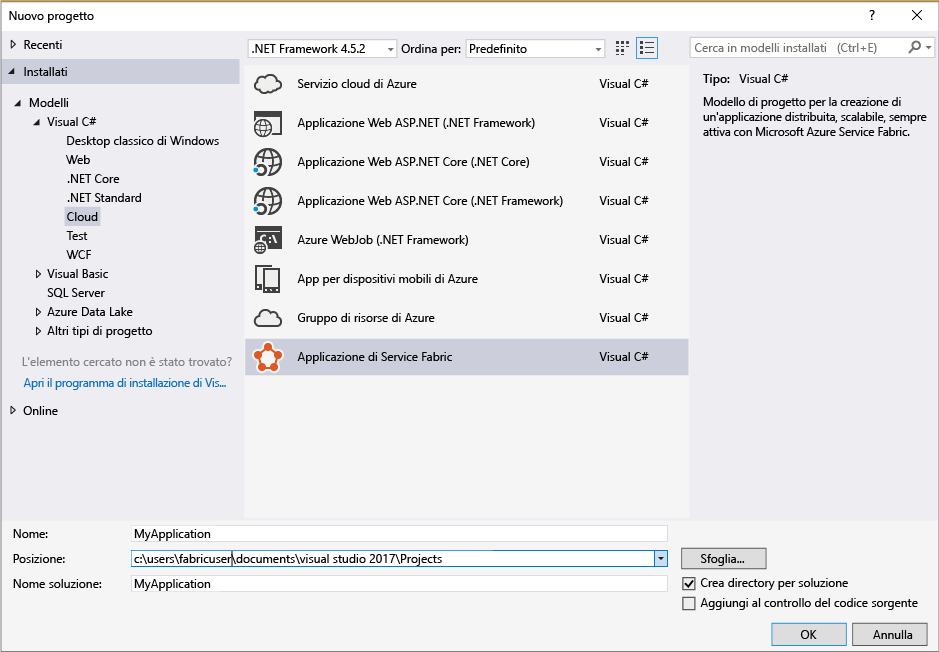 Nuovo progetto
?
Recenti
Installati
Modelli
Visual C#
Desktop classico di Windows
Web
.NET Core
.NET Standard
Cloud
Test
WCF
Visual Basic
SQL Server
Azure Data Lake
Altri tipi di progetto
L'elemento cercato non è stato trovato?
Apri il programma di installazione di Vis...
Online
.NET Framework 4.5.2 Ordina per: Predefinito
Servizio cloud di Azure Visual C#
Applicazione Web ASP.NET (.NET Framework) Visual C#
Applicazione Web ASP.NET Core (.NET Core) Visual C#
Applicazione Web ASP.NET Core (.NET Framework) Visual C#
Azure WebJob (.NET Framework) Visual C#
App per dispositivi mobili di Azure Visual C#
Gruppo di risorse di Azure Visual C#
Applicazione di Service Fabric Visual C#
Cerca in modelli installati (Ctrl+E)
Tipo: Visual C#
Modello di progetto per la creazione di
un'applicazione distribuita, scalabile, sempre
attiva con Microsoft Azure Service Fabric.
Nome: MyApplication
Posizione: c:\users\fabricuser\documents\visual studio 2017\Projects
Sfoglia...
Nome soluzione: MyApplication
Crea directory per soluzione
Aggiungi al controllo del codice sorgente
OK Annulla